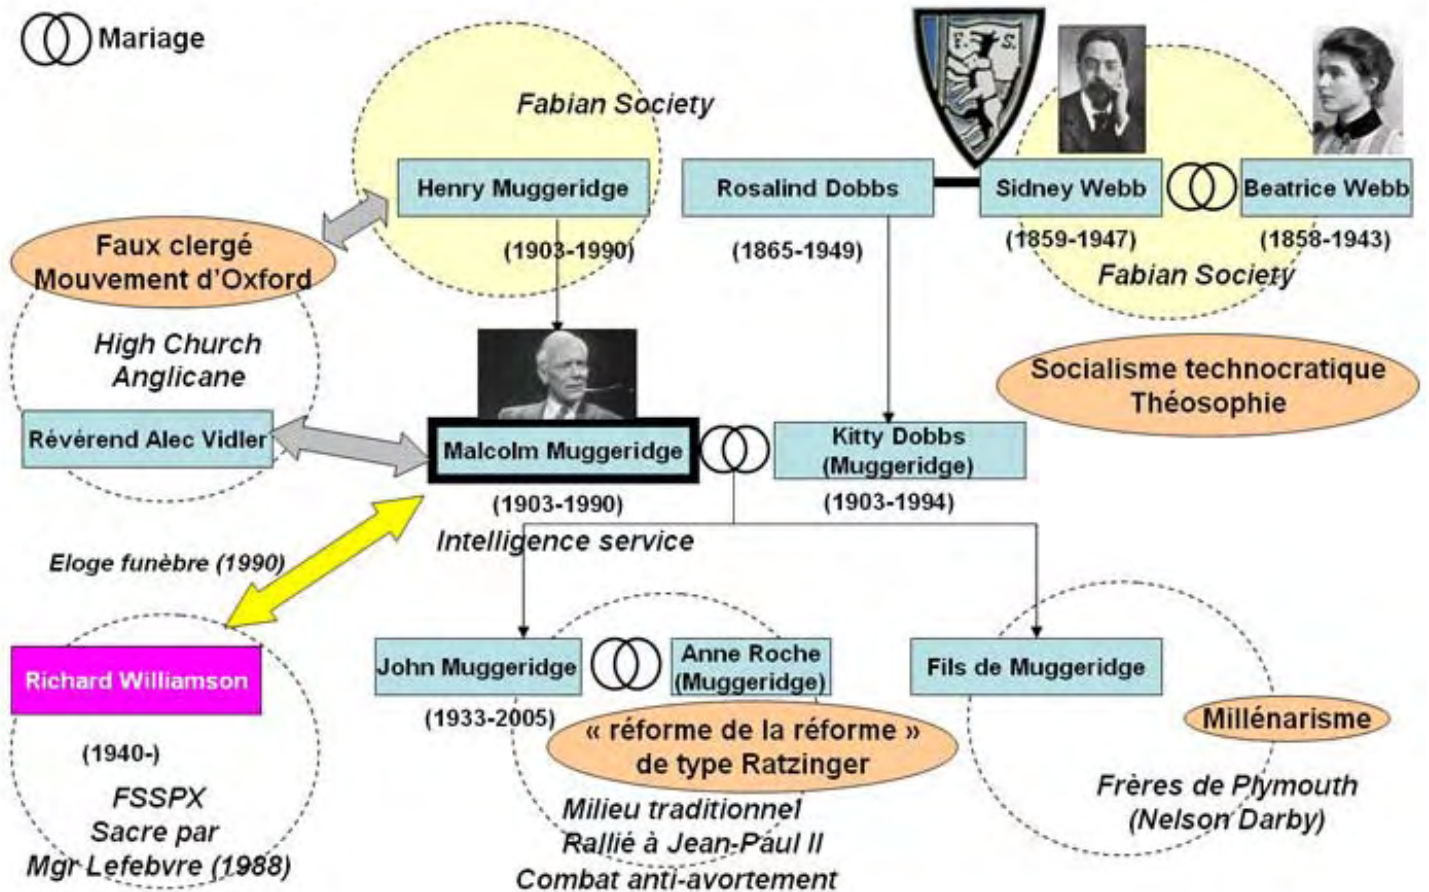 Mariage
Fabian Society
F. S.
Henry Muggeridge
Rosalind Dobbs
Sidney Webb
Beatrice Webb
(1903-1990)
(1865-1949)
(1859-1947)
(1858-1943)
Fabian Society
Faux clergé
Mouvement d'Oxford
High Church
Anglicane
Socialisme technocratique
Théosophie
Révérend Alec Vidler
Malcolm Muggeridge
Kitty Dobbs
(Muggeridge)
(1903-1990)
(1903-1994)
Intelligence service
Eloge funèbre (1990)
Richard Williamson
John Muggeridge
Anne Roche
(Muggeridge)
Fils de Muggeridge
(1940-)
(1933-2005)
« réforme de la réforme »
de type Ratzinger
Millénarisme
FSSPX
Sacre par
Mgr Lefebvre (1988)
Milieu traditionnel
Rallié à Jean-Paul II
Combat anti-avortement
Frères de Plymouth
(Nelson Darby)